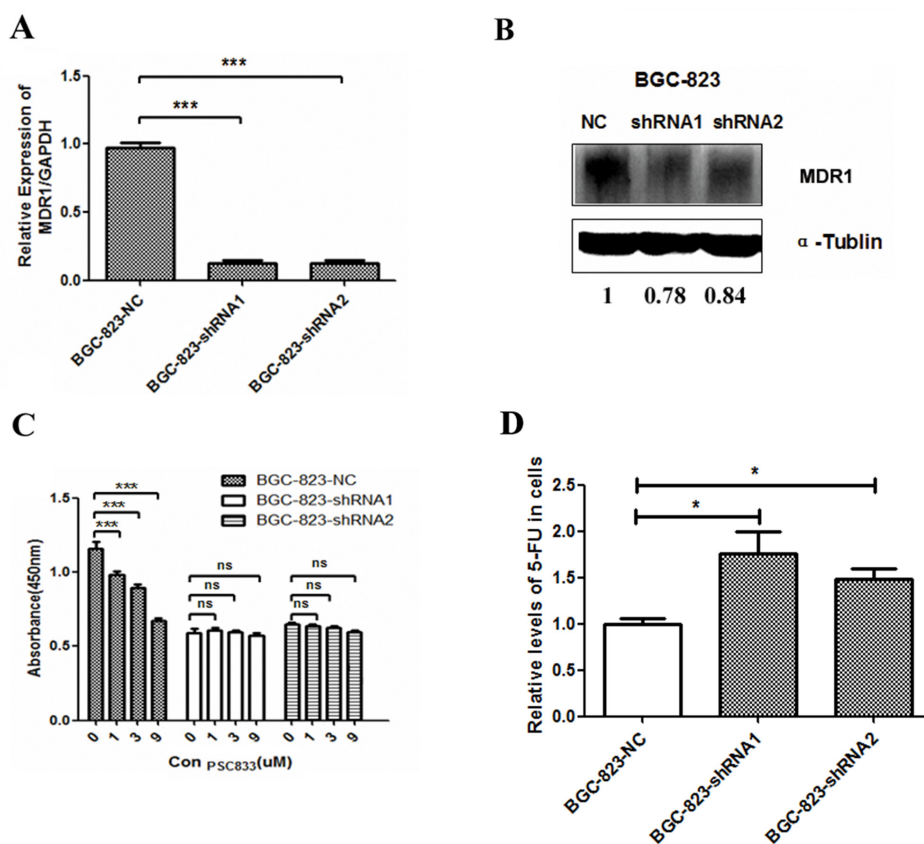 A
Relative Expression of
MDR1/GAPDH
1.5
1.0
0.5
0.0
***
***
BGC-823-NC
BGC-823-shRNA1
BGC-823-shRNA2
B
BGC-823
NC shRNA1 shRNA2
MDR1
α-Tublin
1 0.78 0.84
C
BGC-823-NC
BGC-823-shRNA1
BGC-823-shRNA2
Absorbance(450nm)
1.5
1.0
0.5
0.0
***
***
***
ns
ns
ns
ns
ns
ns
0 1 3 9 0 1 3 9 0 1 3 9
Con PSC833(uM)
D
Relative levels of 5-FU in cells
2.5
2.0
1.5
1.0
0.5
0.0
*
*
BGC-823-NC
BGC-823-shRNA1
BGC-823-shRNA2